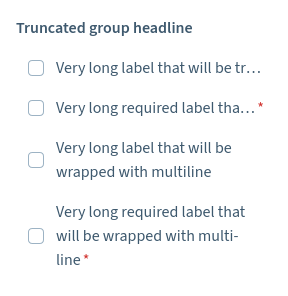 Truncated group headline
Very long label that will be tr…
Very long required label tha… *
Very long label that will be
wrapped with multiline
Very long required label that
will be wrapped with multi-
line *